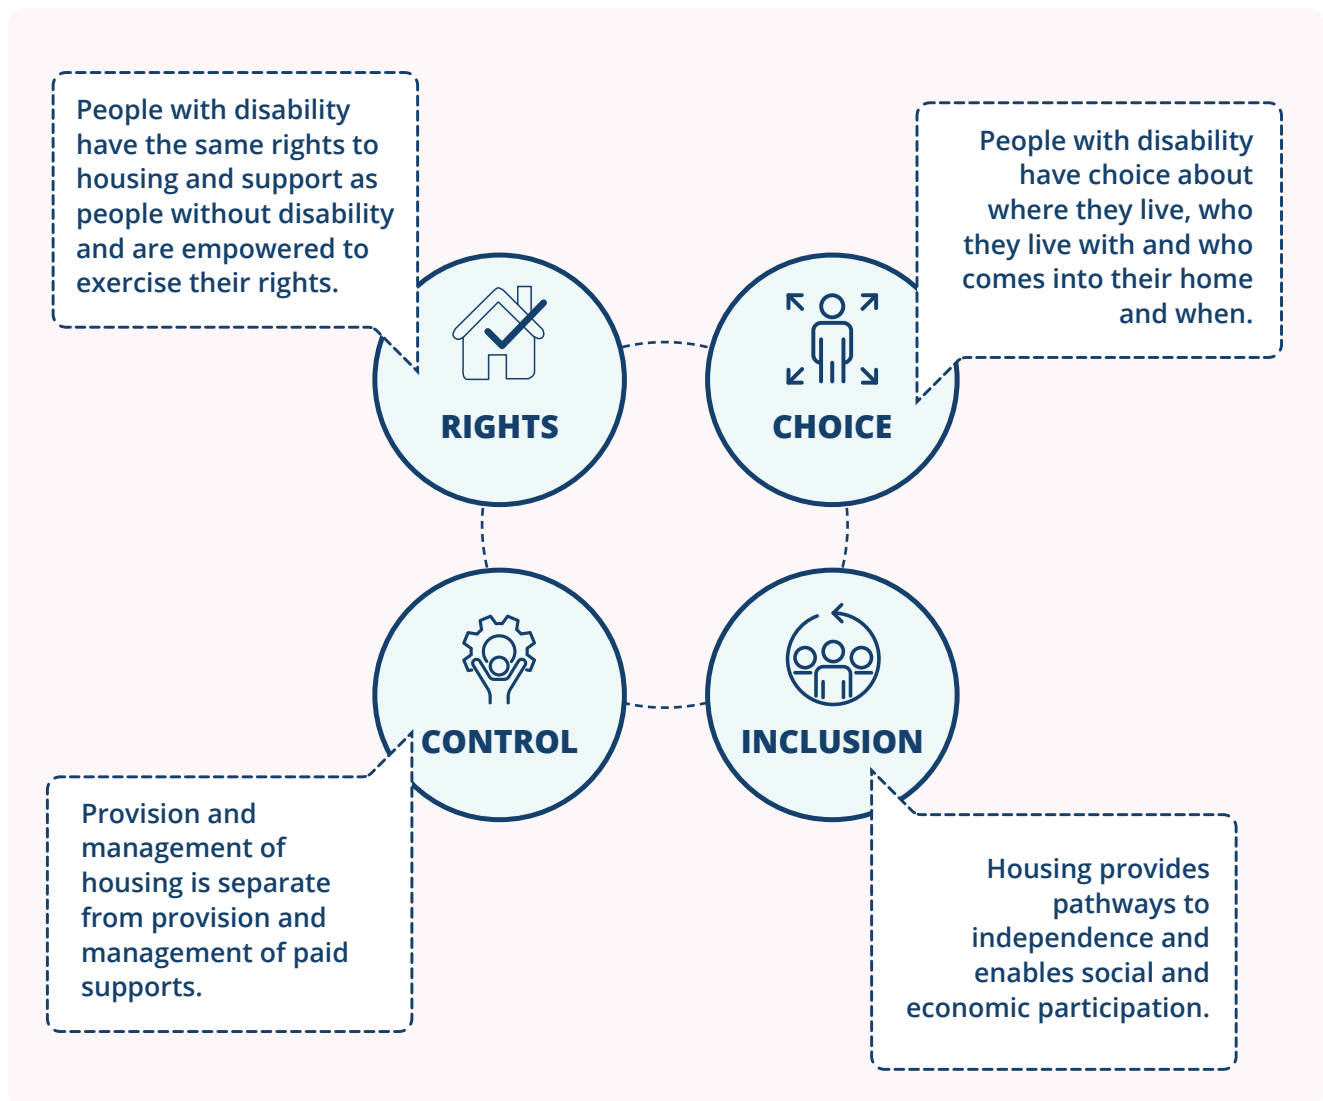 People with disability
have the same rights to
housing and support as
people without disability
and are empowered to
exercise their rights.
RIGHTS
People with disability
have choice about
where they live, who
they live with and who
comes into their home
and when.
CHOICE
CONTROL
Provision and
management of
housing is separate
from provision and
management of paid
supports.
INCLUSION
Housing provides
pathways to
independence and
enables social and
economic participation.